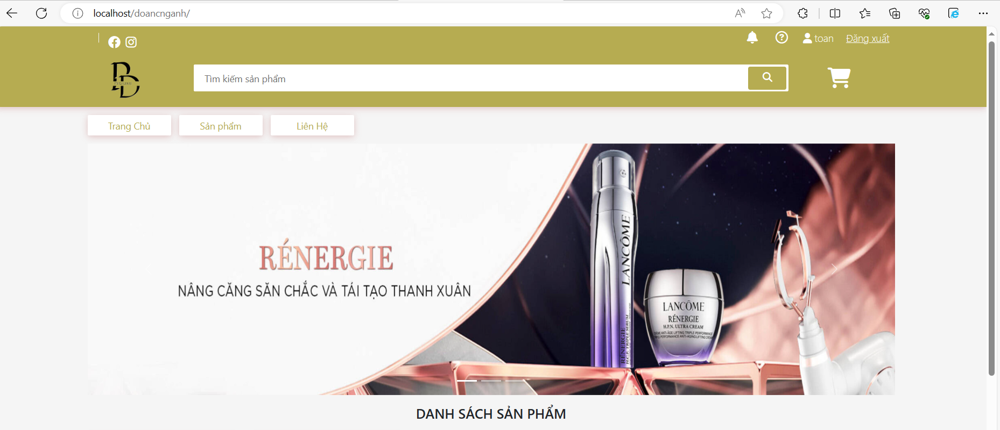 localhost/doancnganh/
toan Đăng xuất
PERFUME
Tìm kiếm sản phẩm
Trang Chủ Sản phẩm Liên Hệ
RÉNERGIE
NÂNG CĂNG SĂN CHẮC VÀ TÁI TẠO THANH XUÂN
LANCÔME
RÉNERGIE
H.C.F. TRIPLE SERUM
LANCÔME
RÉNERGIE
H.P.N. ULTRA CREAM
DANH SÁCH SẢN PHẨM